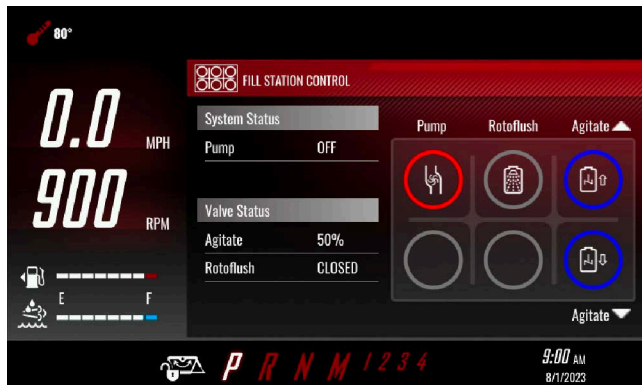 80°
FILL STATION CONTROL
0.0 MPH
900 RPM
System Status
Pump OFF
Valve Status
Agitate 50%
Rotoflush CLOSED
Pump Rotoflush Agitate
Agitate
E F
P R N M 1 2 3 4
9:00 AM
8/1/2023